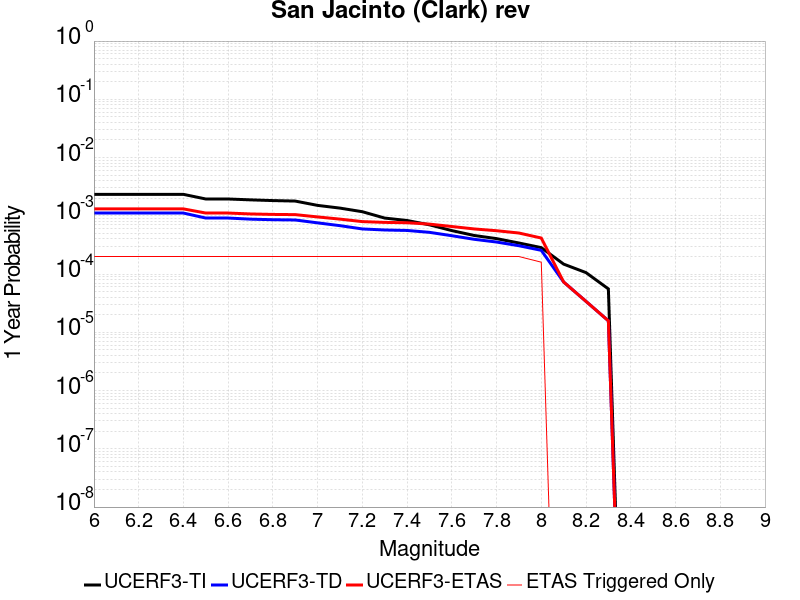 San Jacinto (Clark) rev
10^0
10^-1
10^-2
10^-3
10^-4
10^-5
10^-6
10^-7
10^-8
1 Year Probability
6 6.2 6.4 6.6 6.8 7 7.2 7.4 7.6 7.8 8 8.2 8.4 8.6 8.8 9
Magnitude
UCERF3-TI UCERF3-TD UCERF3-ETAS ETAS Triggered Only